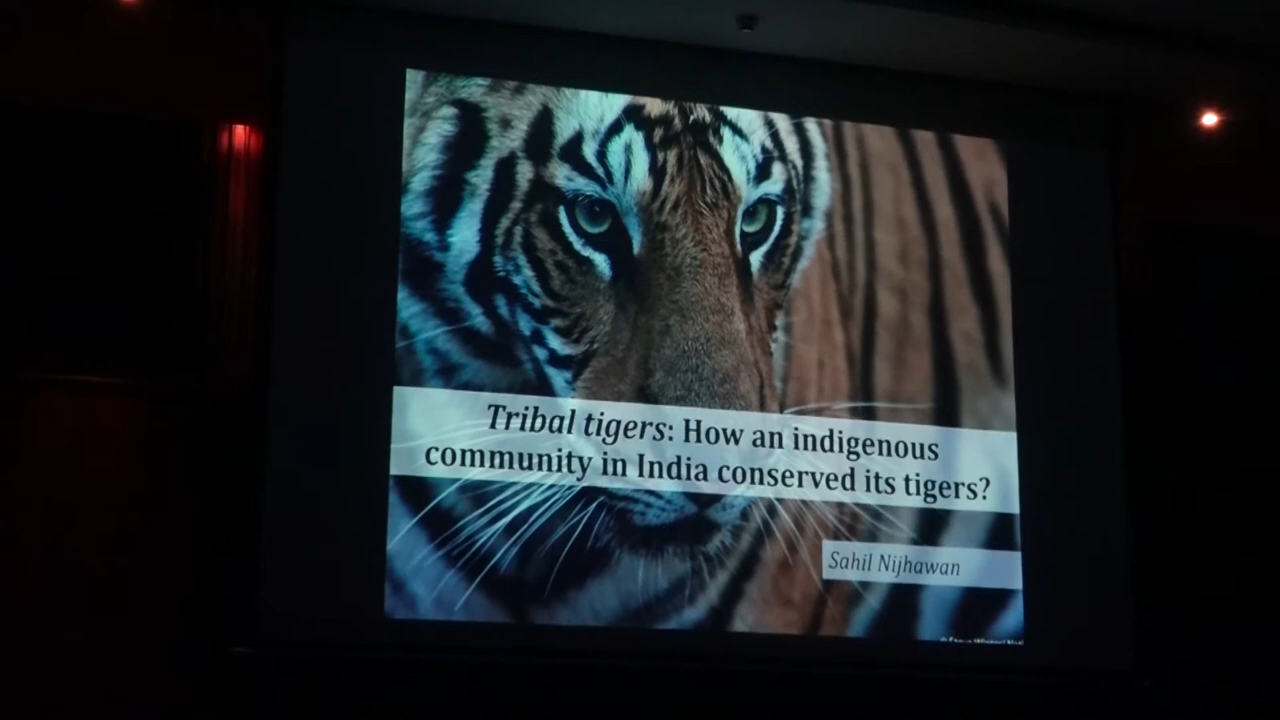 Tribal tigers: How an indigenous
community in India conserved its tigers?
Sahil Nijhawan